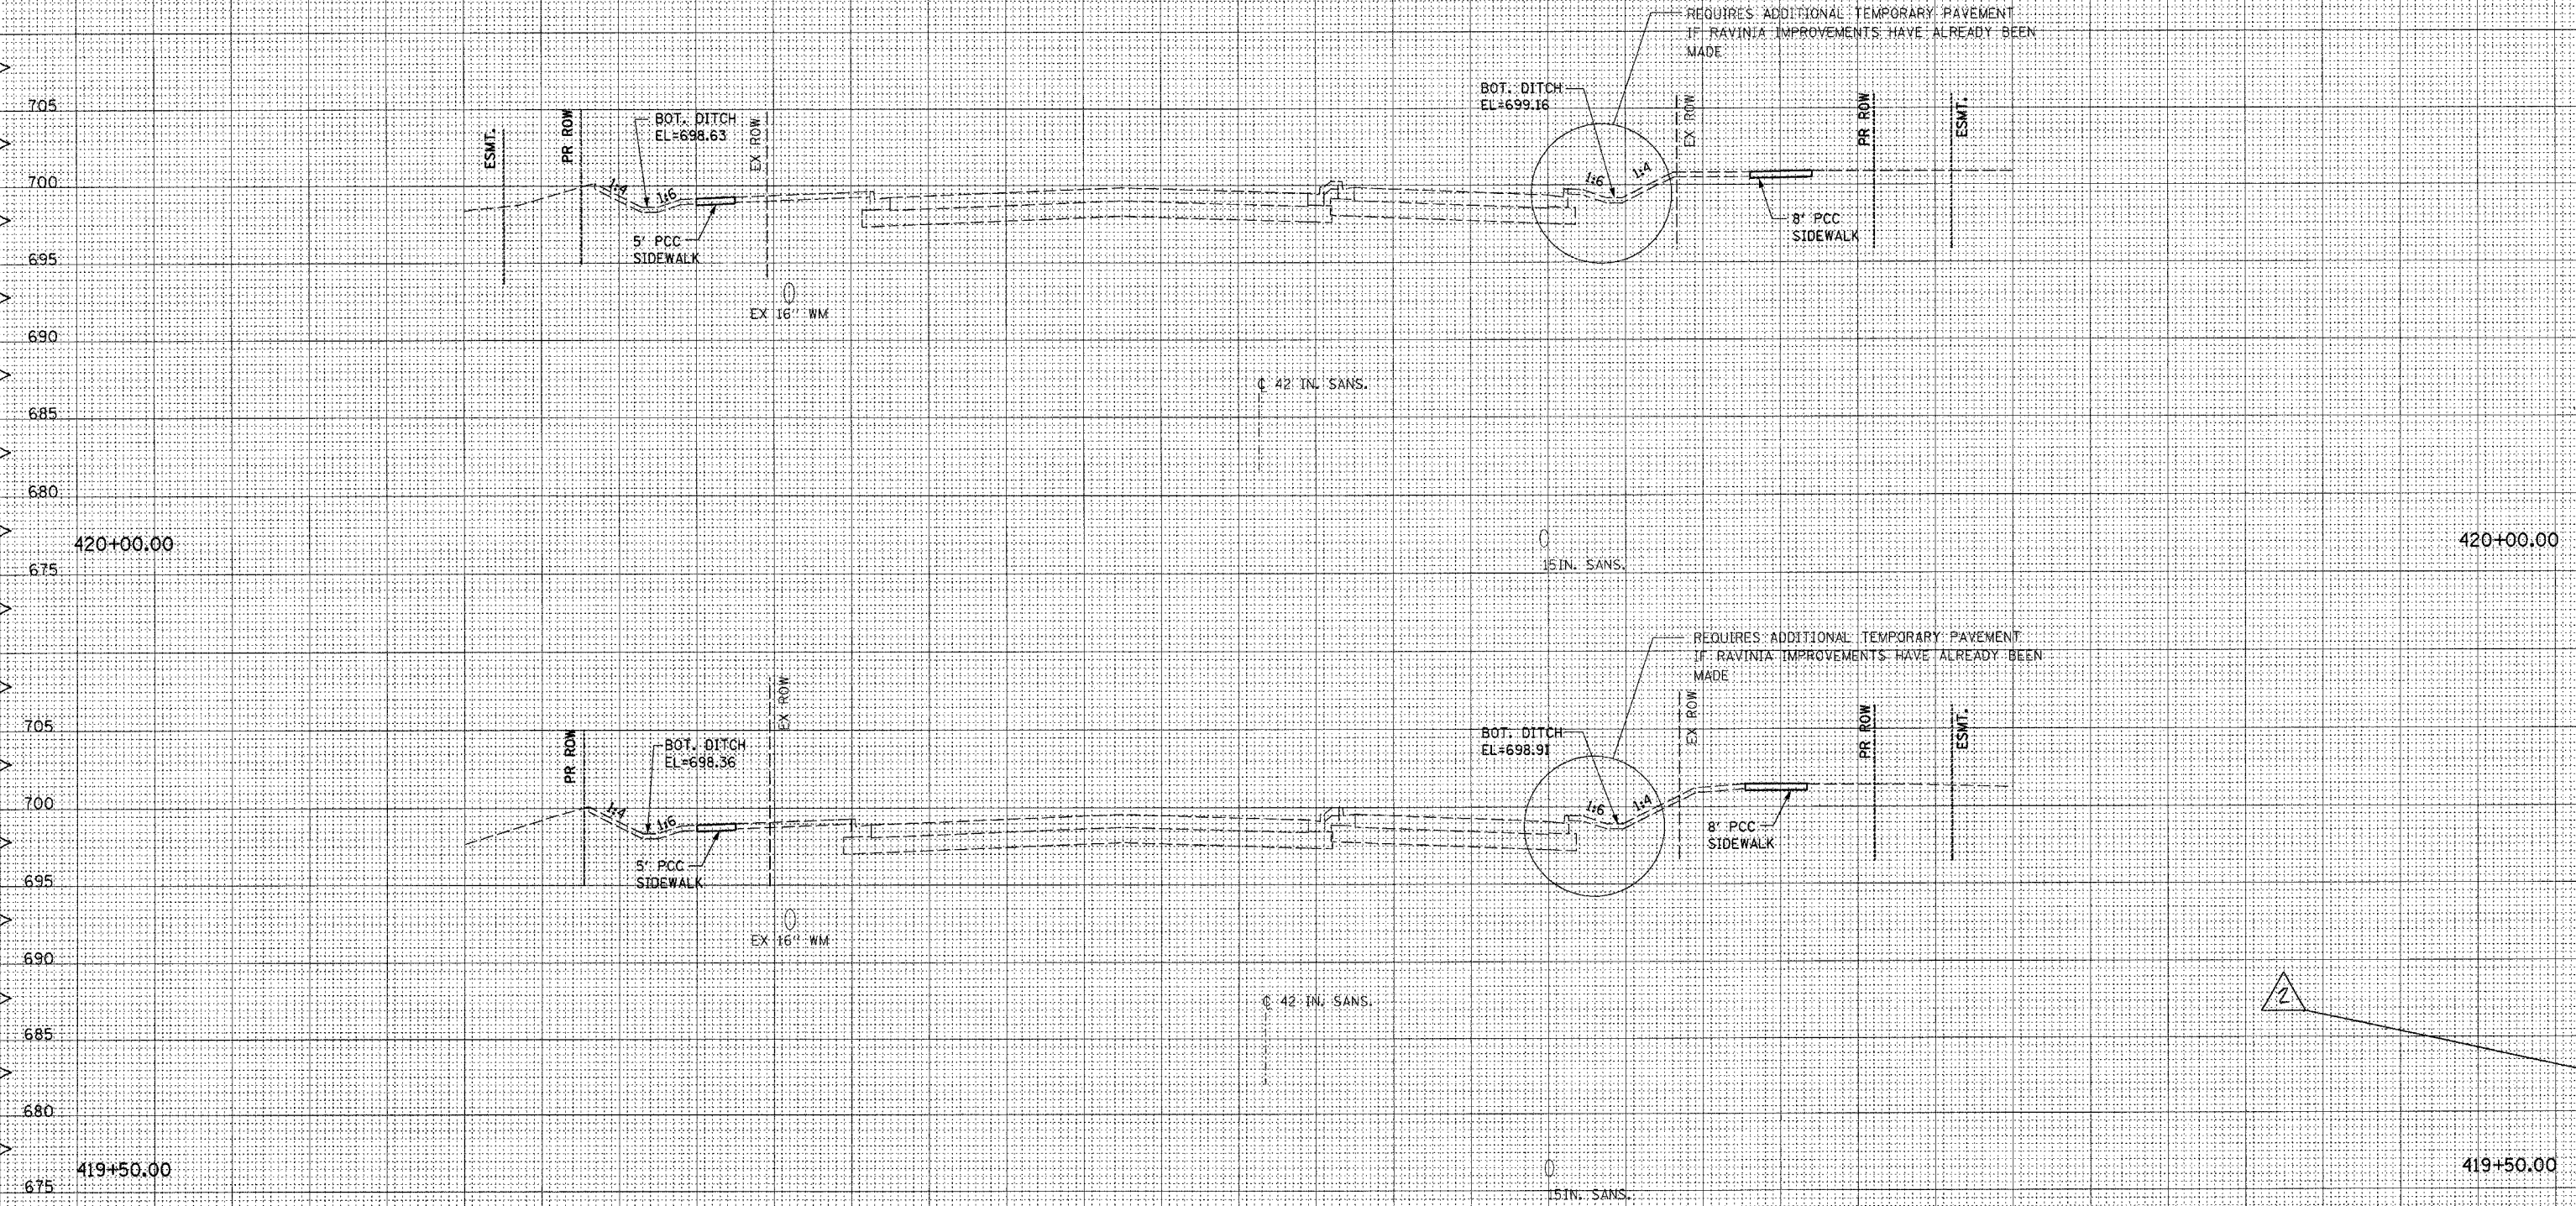 REQUIRES ADDITIONAL TEMPORARY PAVEMENT
IF RAVINIA IMPROVEMENTS HAVE ALREADY BEEN
MADE
705
ESMT.
PR ROW
BOT. DITCH
EL=698.63
EX ROW
BOT. DITCH
EL=699.16
EX ROW
PR ROW
ESMT.
700
1:4
1:6
1:6
1:4
5' PCC
SIDEWALK
8' PCC
SIDEWALK
695
EX 16" WM
690
℄ 42 IN. SANS.
685
680
420+00.00
420+00.00
15IN. SANS.
675
REQUIRES ADDITIONAL TEMPORARY PAVEMENT
IF RAVINIA IMPROVEMENTS HAVE ALREADY BEEN
MADE
705
PR ROW
BOT. DITCH
EL=698.36
EX ROW
BOT. DITCH
EL=698.91
EX ROW
PR ROW
ESMT.
700
1:4
1:6
1:6
1:4
5' PCC
SIDEWALK
8' PCC
SIDEWALK
695
EX 16" WM
690
℄ 42 IN. SANS.
2
685
680
419+50.00
419+50.00
675
15IN. SANS.